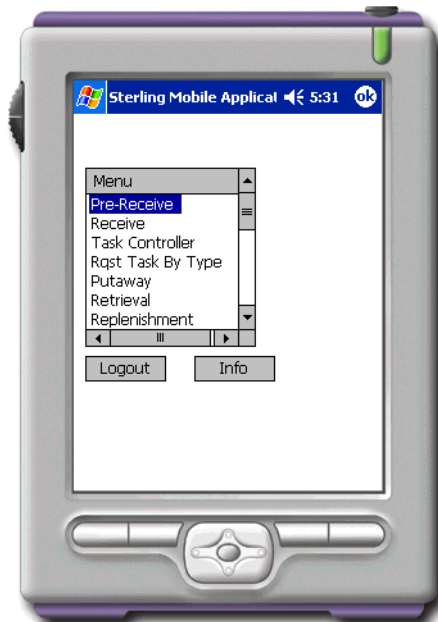 Sterling Mobile Applicat 5:31 ok
Menu
Pre-Receive
Receive
Task Controller
Rqst Task By Type
Putaway
Retrieval
Replenishment
Logout Info